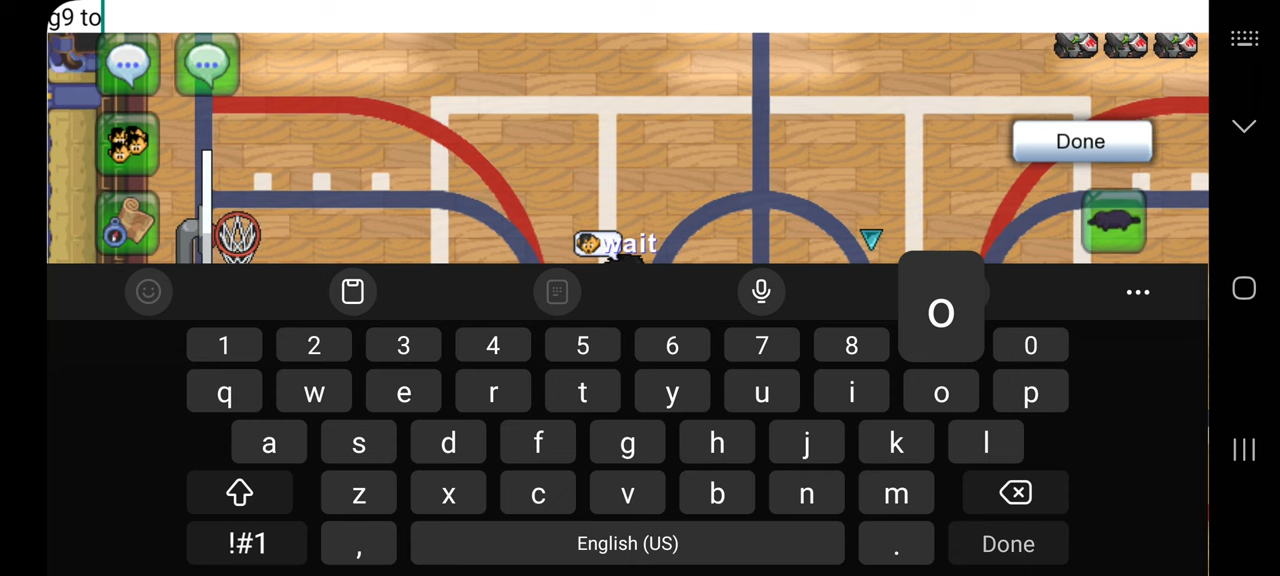 g9 to
Done
wait
o
1 2 3 4 5 6 7 8 0
q w e r t y u i o p
a s d f g h j k l
z x c v b n m
!#1 , English (US) . Done